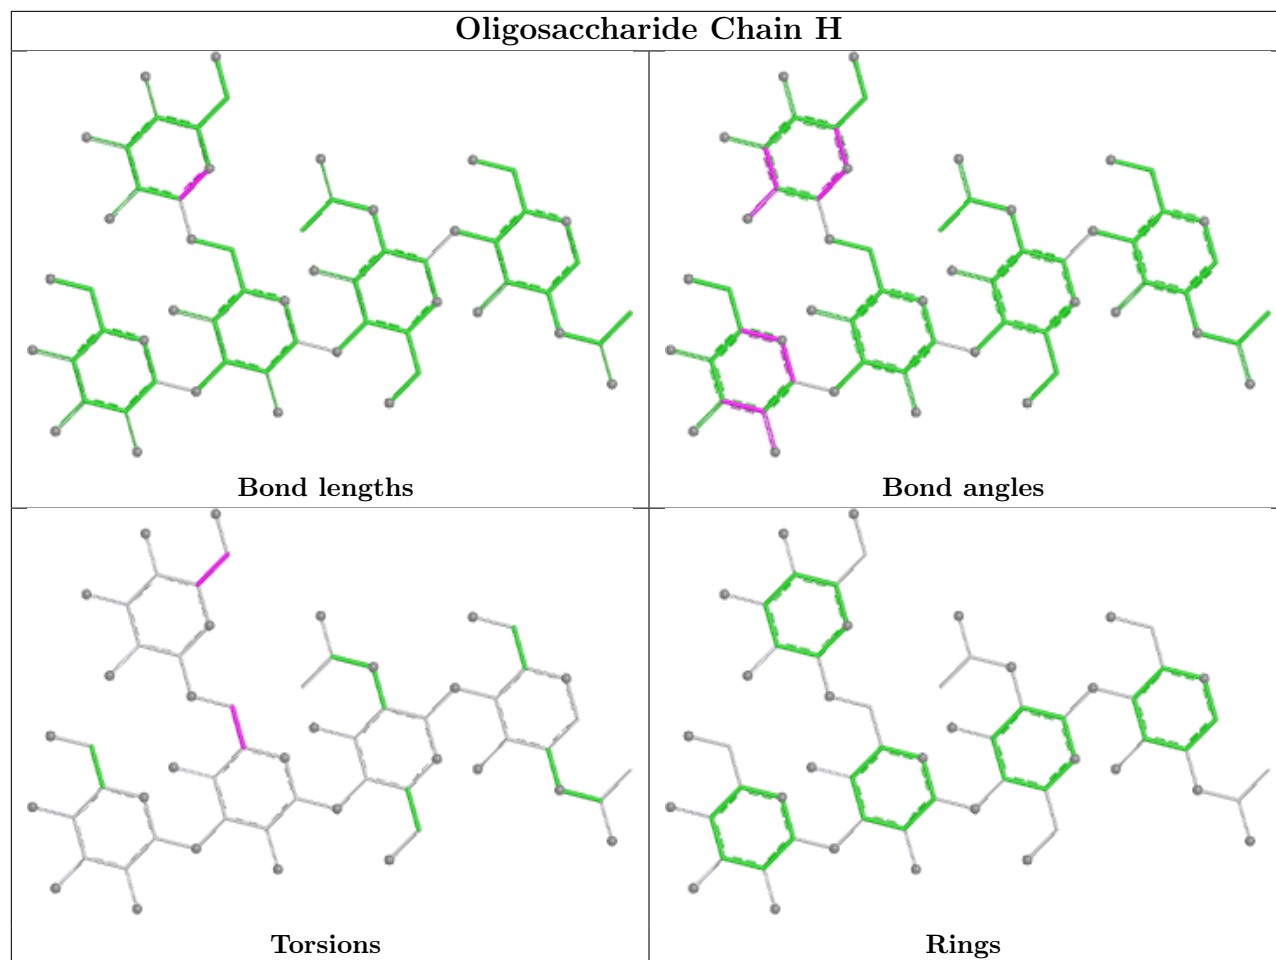 Oligosaccharide Chain H
Bond lengths
Bond angles
Torsions
Rings